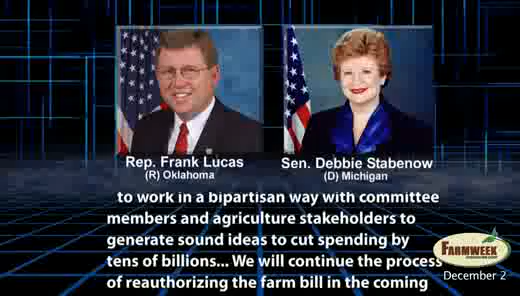 Rep. Frank Lucas
(R) Oklahoma
Sen. Debbie Stabenow
(D) Michigan
to work in a bipartisan way with committee
members and agriculture stakeholders to
generate sound ideas to cut spending by
tens of billions... We will continue the process
of reauthorizing the farm bill in the coming
FARMWEEK
December 2